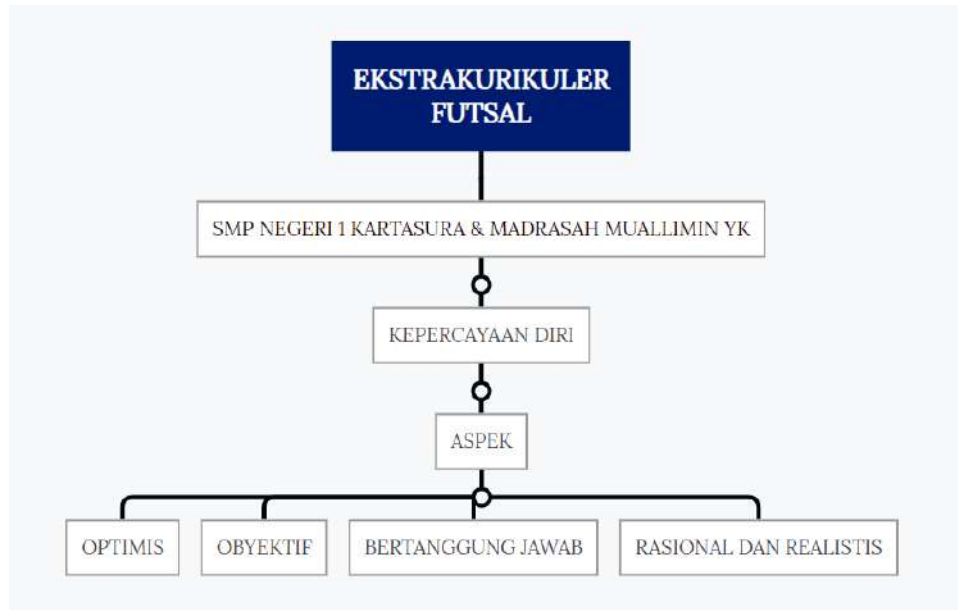 EKSTRAKURIKULER
FUTSAL
SMP NEGERI 1 KARTASURA & MADRASAH MUALLIMIN YK
KEPERCAYAAN DIRI
ASPEK
OPTIMIS
OBYEKTIF
BERTANGGUNG JAWAB
RASIONAL DAN REALISTIS